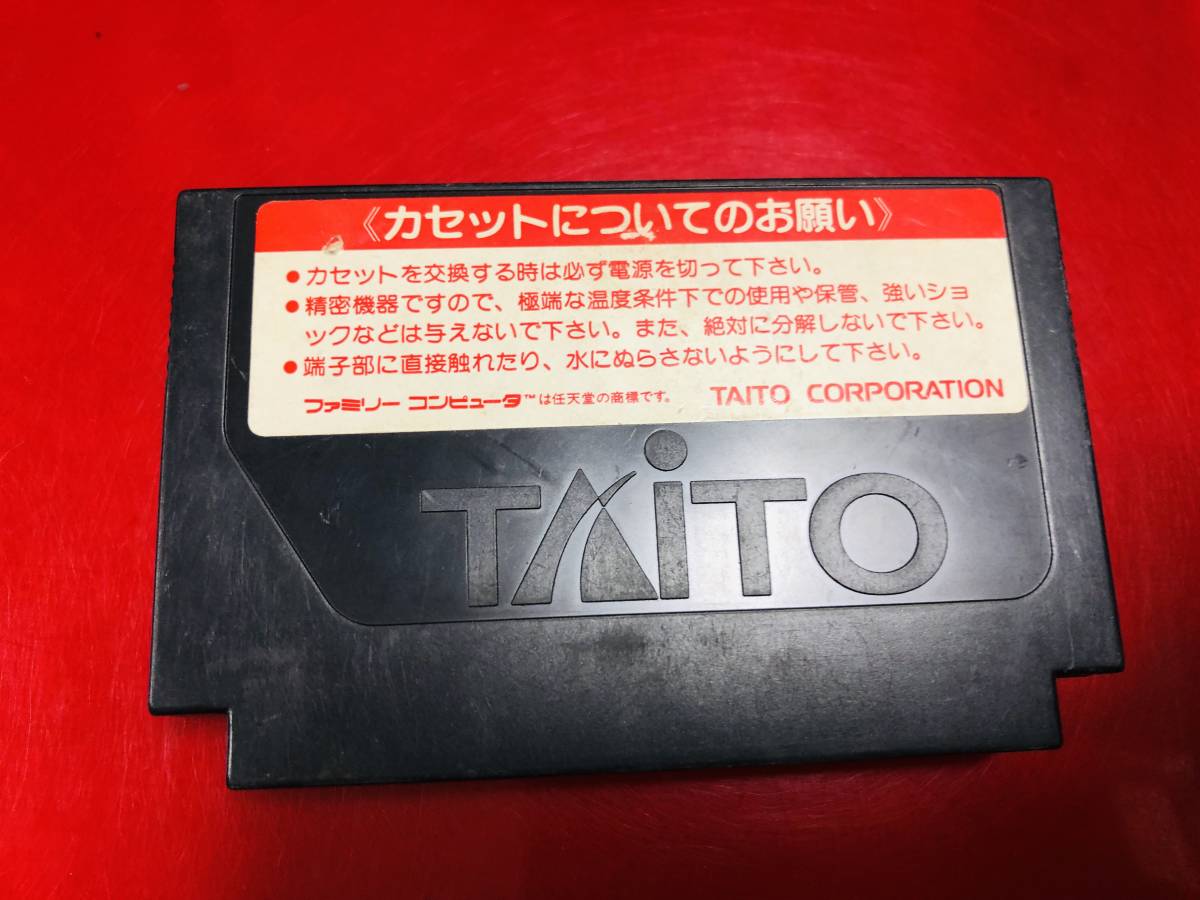 《カセットについてのお願い》
●カセットを交換する時は必ず電源を切って下さい。
●精密機器ですので、極端な温度条件下での使用や保管、強いショ
ックなどは与えないで下さい。また、絶対に分解しないで下さい。
●端子部に直接触れたり、水にぬらさないようにして下さい。
ファミリー コンピュータ™は任天堂の商標です。 TAITO CORPORATION
TAiTO